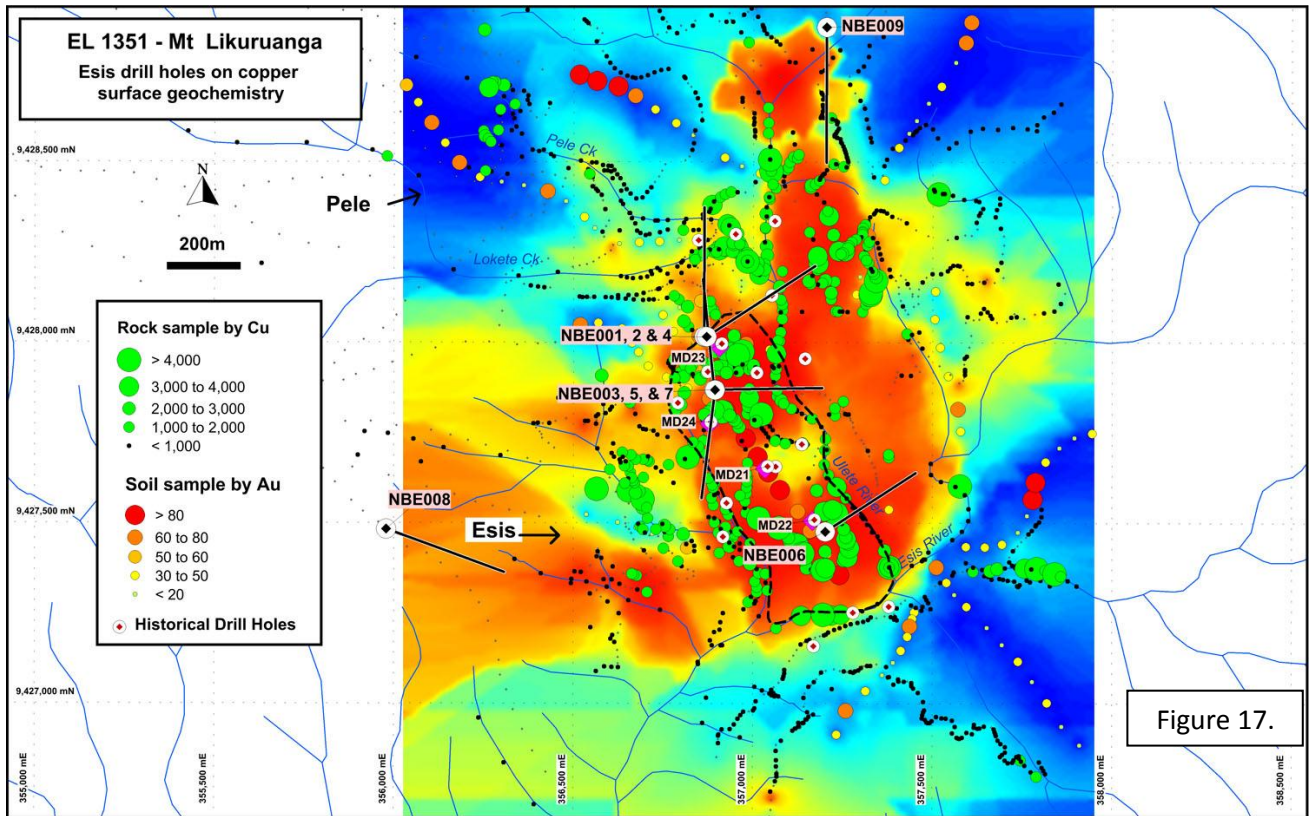 EL 1351 - Mt Likuruanga
Esis drill holes on copper
surface geochemistry
NBE009
9,428,500 mN
Pele Ck
N
Pele
200m
Lokete Ck
Rock sample by Cu
> 4,000
3,000 to 4,000
2,000 to 3,000
1,000 to 2,000
< 1,000
Soil sample by Au
> 80
60 to 80
50 to 60
30 to 50
< 20
Historical Drill Holes
9,428,000 mN
NBE001, 2 & 4
MD23
NBE003, 5, & 7
MD24
MD21
Ulete River
NBE008
9,427,500 mN
Esis
MD22
NBE006
Esis River
9,427,000 mN
Figure 17.
355,000 mE
355,500 mE
356,000 mE
356,500 mE
357,000 mE
357,500 mE
358,000 mE
358,500 mE